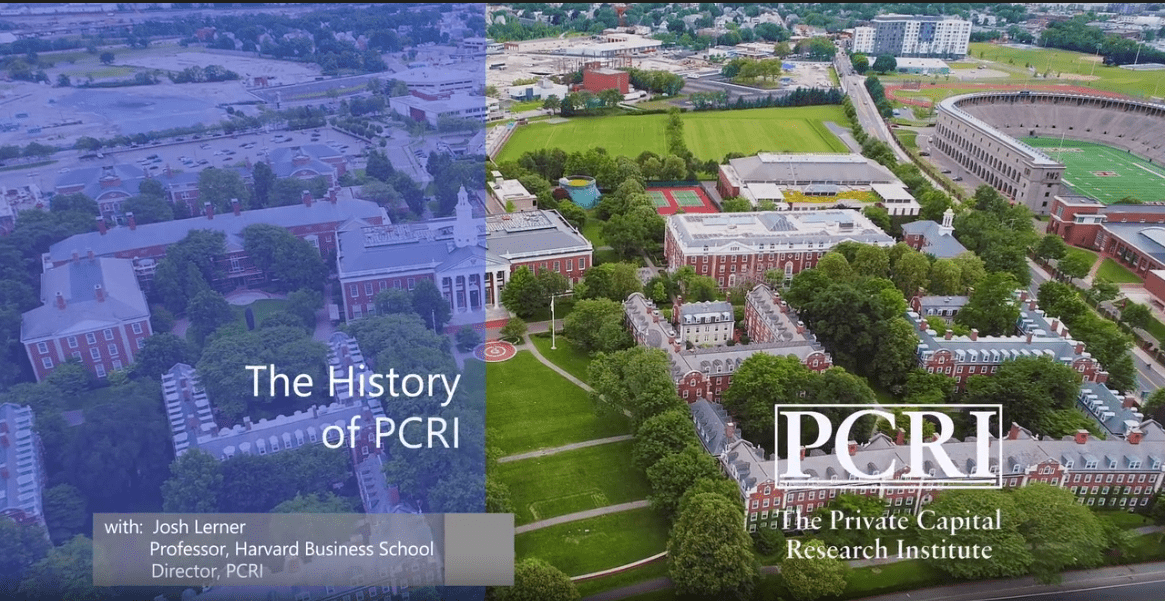 The History
of PCRI
with: Josh Lerner
Professor, Harvard Business School
Director, PCRI
PCRI
The Private Capital
Research Institute